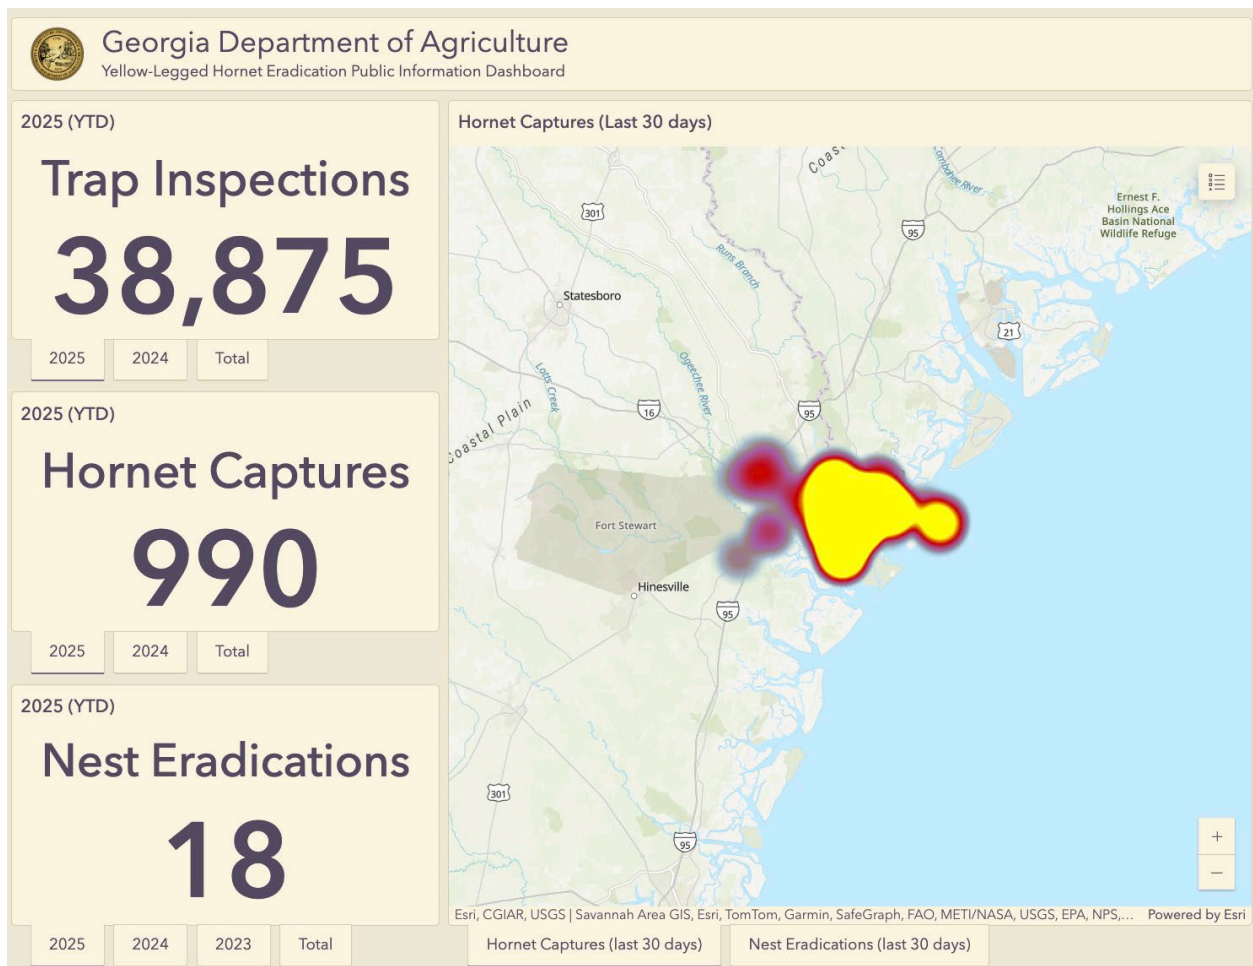 Georgia Department of Agriculture
Yellow-Legged Hornet Eradication Public Information Dashboard
2025 (YTD)
Trap Inspections
38,875
2025
2024
Total
2025 (YTD)
Hornet Captures
990
2025
2024
Total
2025 (YTD)
Nest Eradications
18
2025
2024
2023
Total
Hornet Captures (Last 30 days)
Coas
Combahee River
Ernest F.
Hollings Ace
Basin National
Wildlife Refuge
301
95
Runs Branch
Statesboro
21
Lotts Creek
Ogeechee River
16
95
Coastal Plain
Fort Stewart
Hinesville
95
301
95
+
−
Esri, CGIAR, USGS | Savannah Area GIS, Esri, TomTom, Garmin, SafeGraph, FAO, METI/NASA, USGS, EPA, NPS,...
Powered by Esri
Hornet Captures (last 30 days)
Nest Eradications (last 30 days)